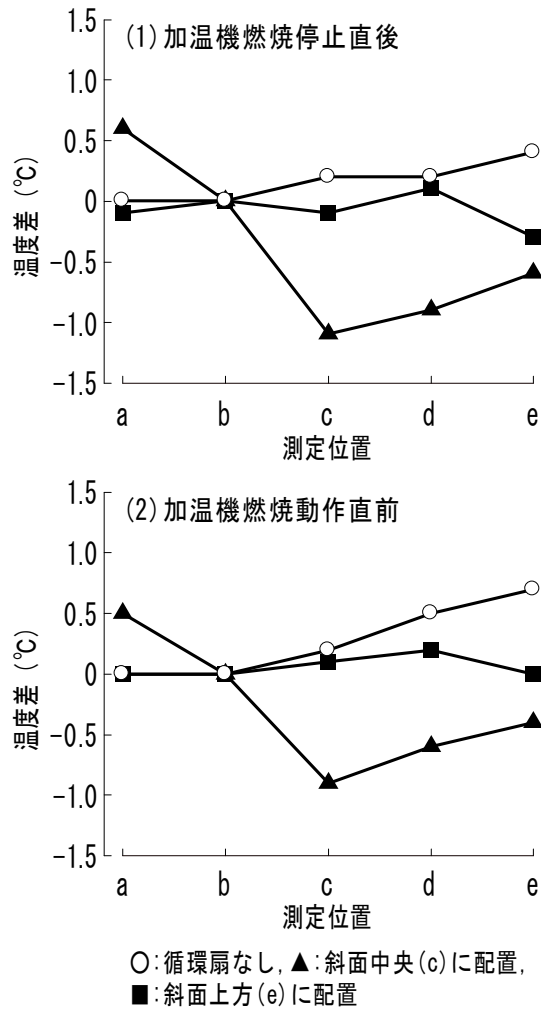 (1)加温機燃焼停止直後
1.5
1.0
0.5
0
−0.5
−1.0
−1.5
温度差 (℃)
a b c d e
測定位置
(2)加温機燃焼動作直前
1.5
1.0
0.5
0
−0.5
−1.0
−1.5
温度差 (℃)
a b c d e
測定位置
○:循環扇なし, ▲:斜面中央(c)に配置,
■:斜面上方(e)に配置